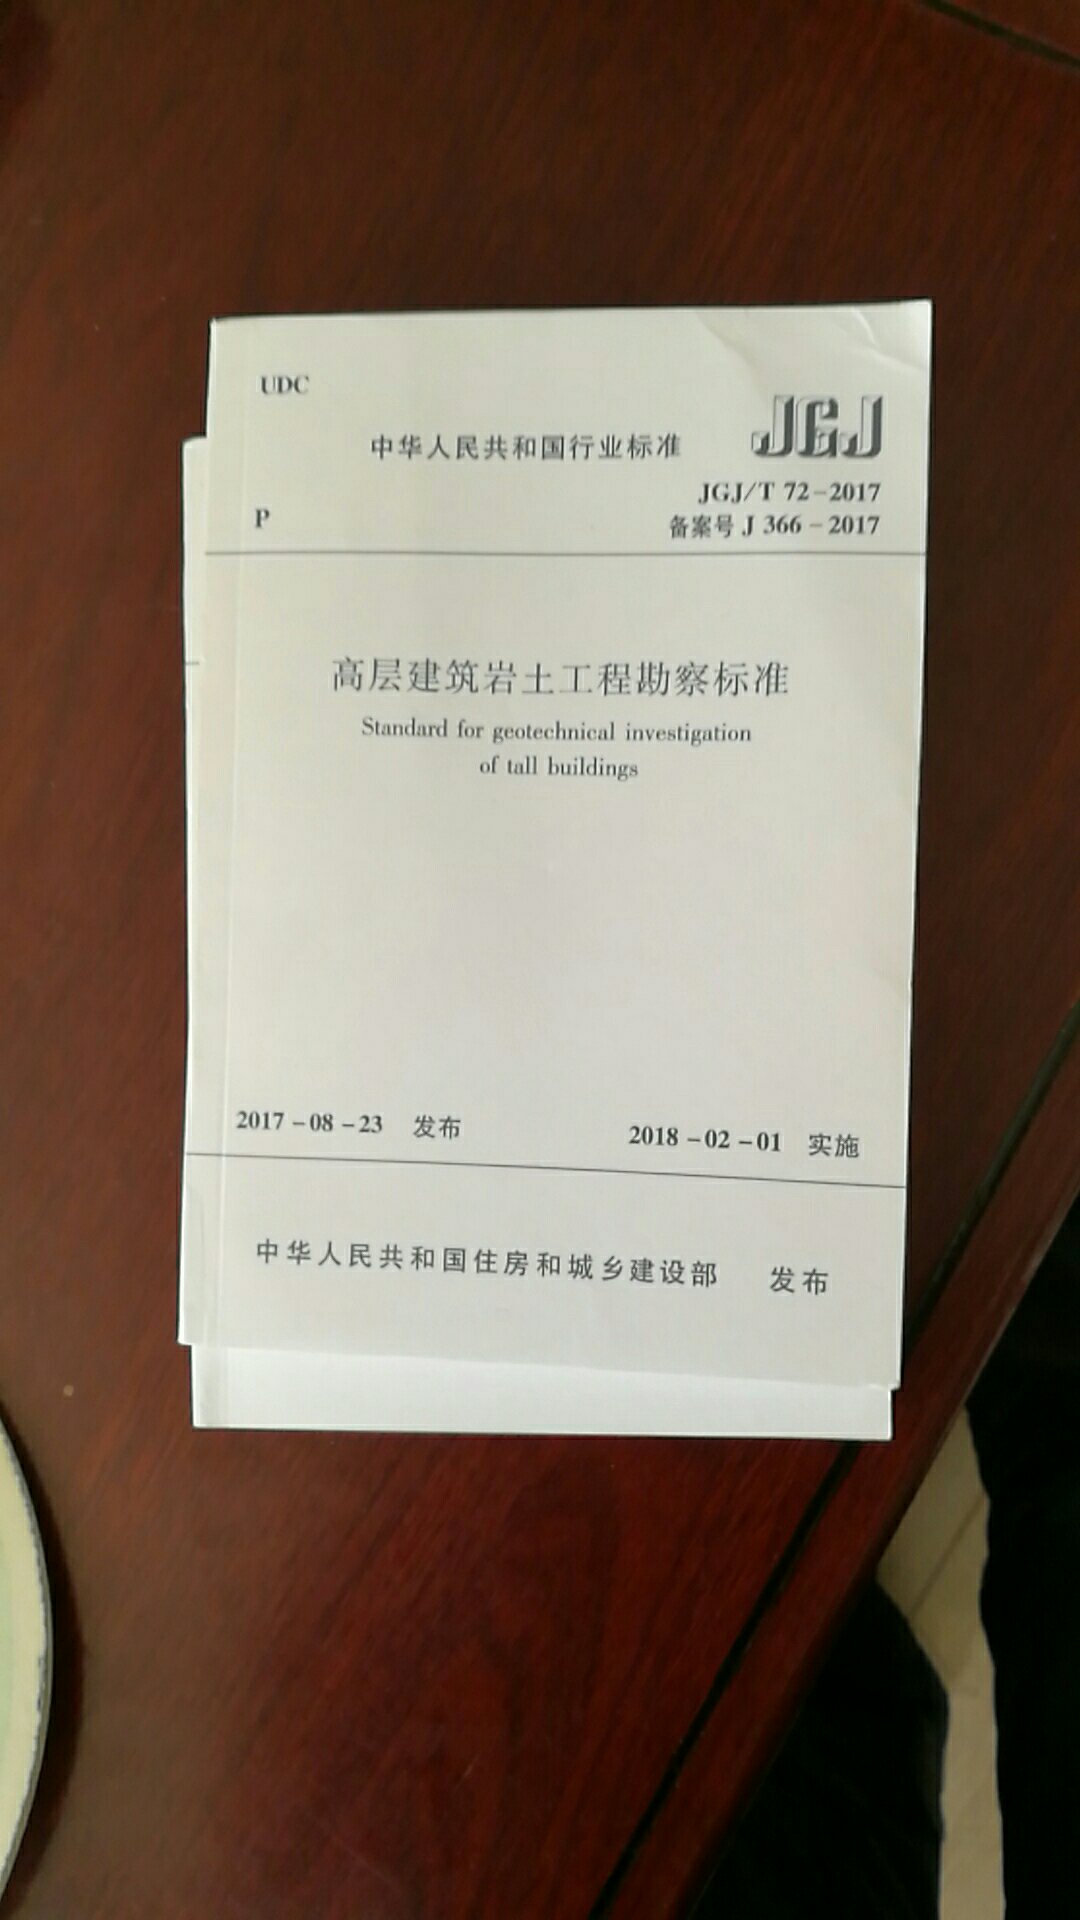 UDC
JGJ
中华人民共和国行业标准
JGJ/T 72-2017
P
备案号 J 366-2017
高层建筑岩土工程勘察标准
Standard for geotechnical investigation
of tall buildings
2017-08-23 发布
2018-02-01 实施
中华人民共和国住房和城乡建设部 发布